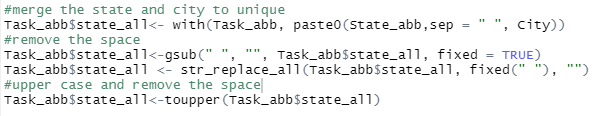 #merge the state and city to unique
Task_abb$state_all<- with(Task_abb, paste0(State_abb,sep = " ", City))
#remove the space
Task_abb$state_all<-gsub(" ", "", Task_abb$state_all, fixed = TRUE)
Task_abb$state_all <- str_replace_all(Task_abb$state_all, fixed(" "), "")
#upper case and remove the space
Task_abb$state_all<-toupper(Task_abb$state_all)